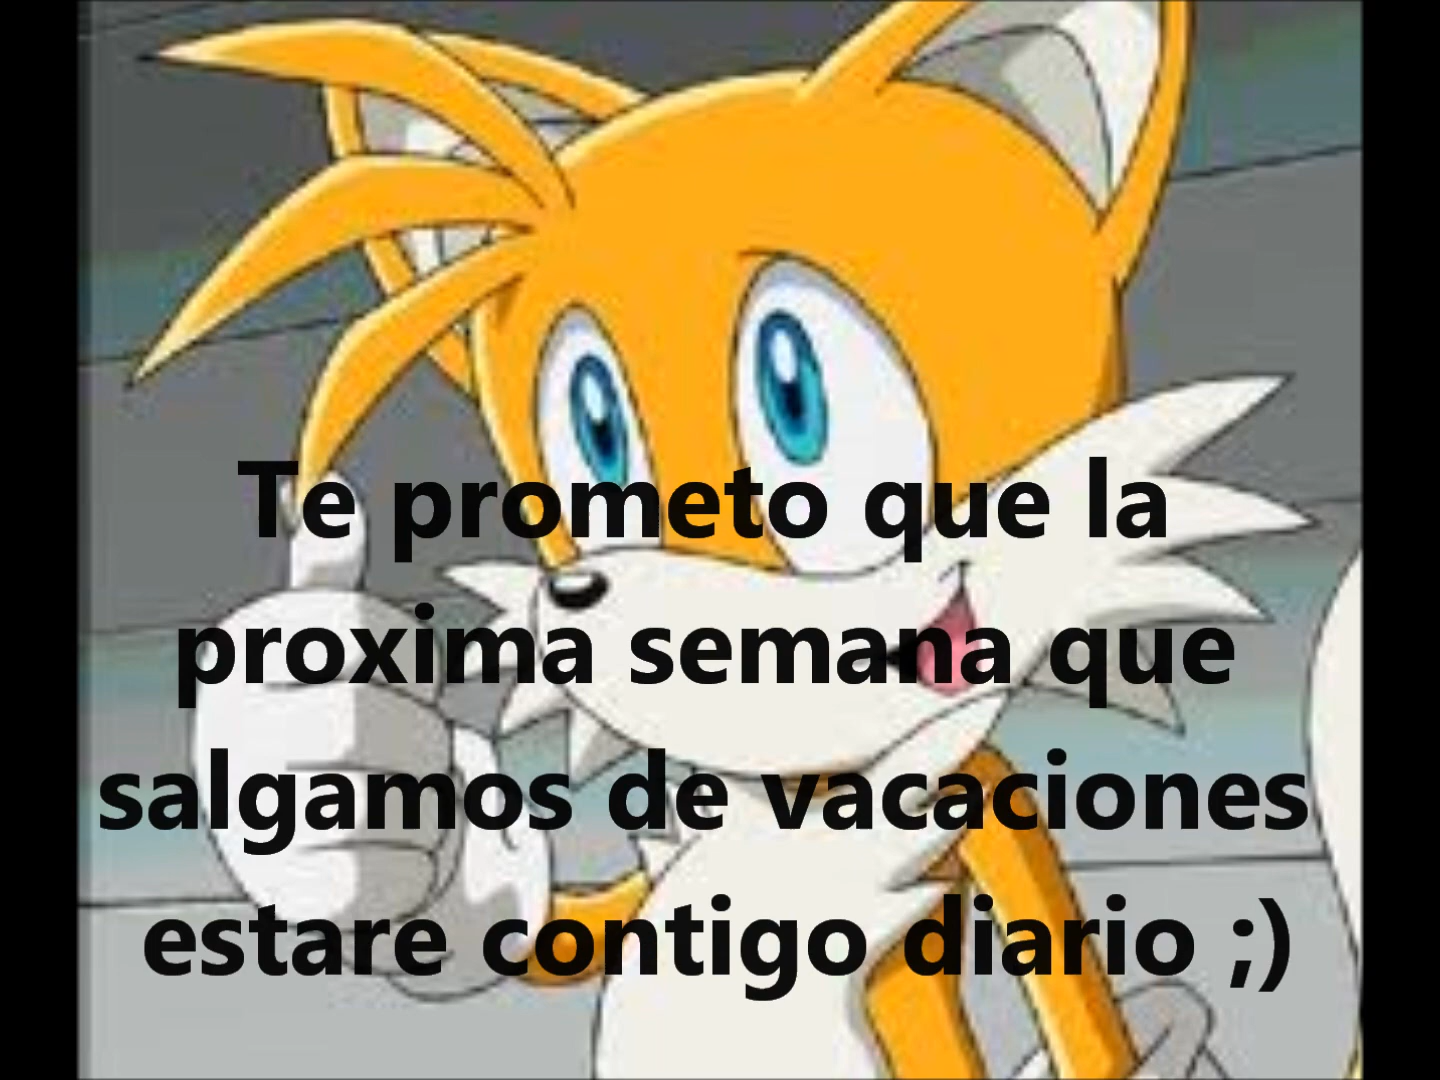 Te prometo que la
proxima semana que
salgamos de vacaciones
estare contigo diario ;)